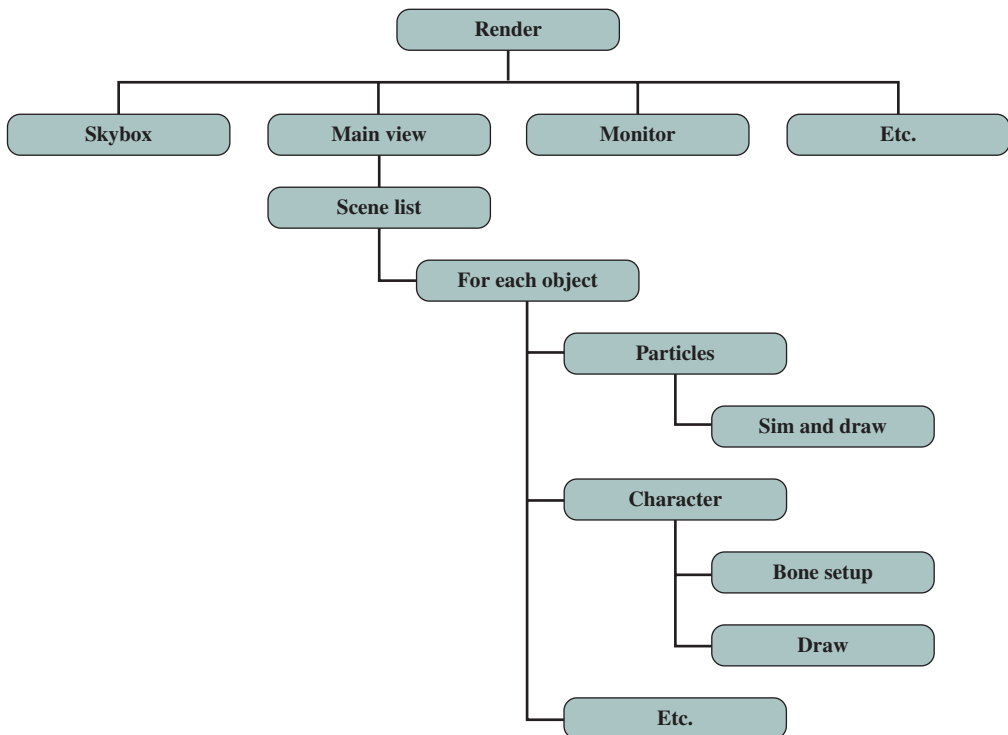 Render
Skybox
Main view
Monitor
Etc.
Scene list
For each object
Particles
Sim and draw
Character
Bone setup
Draw
Etc.